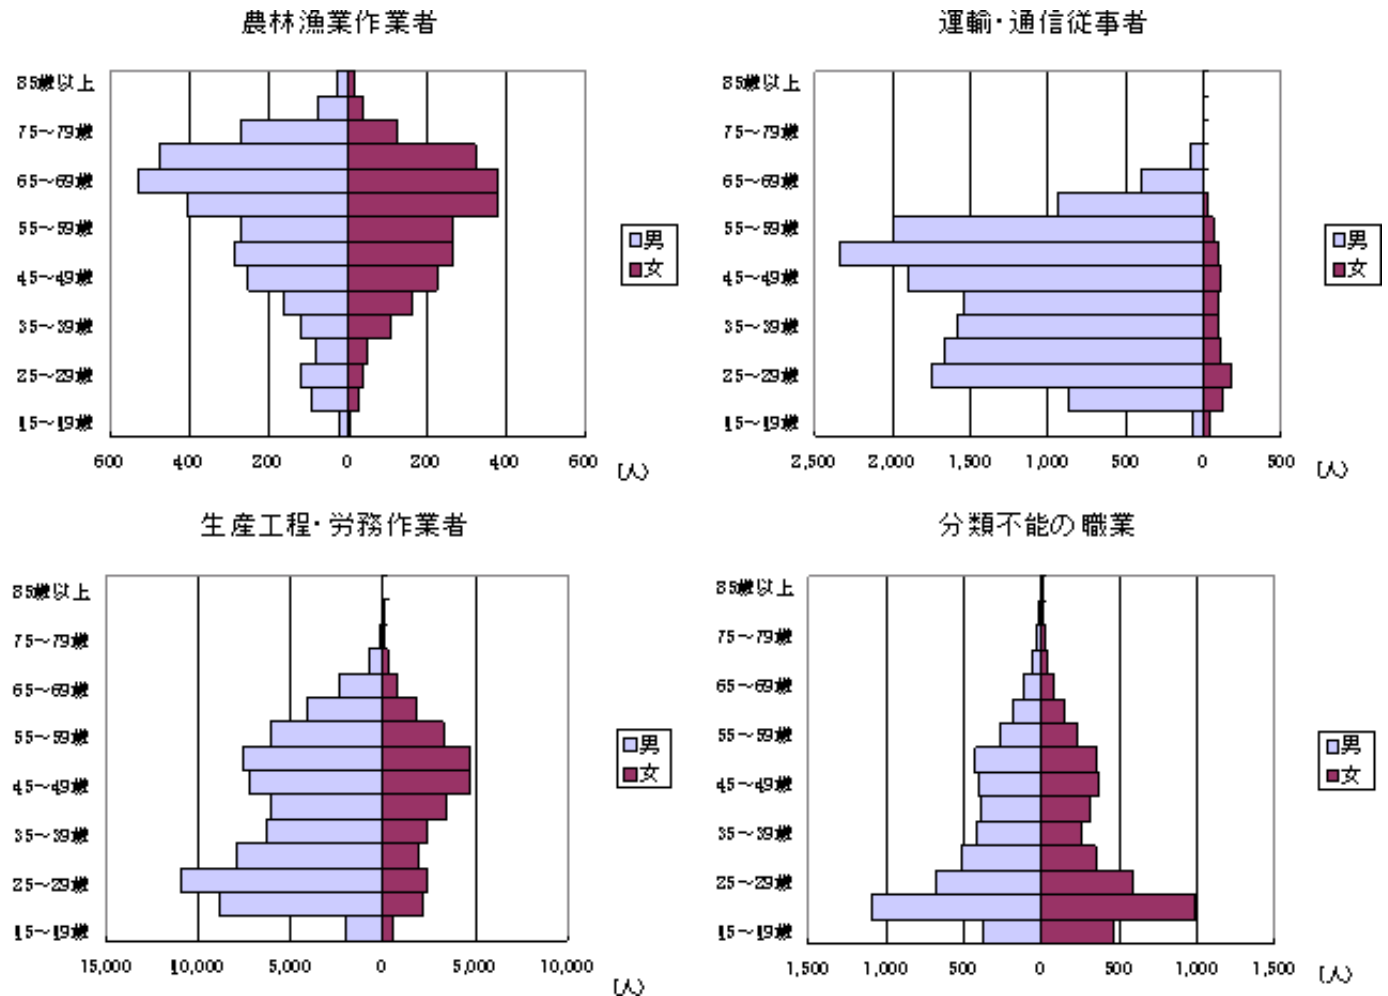 農林漁業作業者
85歳以上
75～79歳
65～69歳
55～59歳
45～49歳
35～39歳
25～29歳
15～19歳
600 400 200 0 200 400 600
(人)
男
女
運輸・通信従事者
85歳以上
75～79歳
65～69歳
55～59歳
45～49歳
35～39歳
25～29歳
15～19歳
2,500 2,000 1,500 1,000 500 0 500
(人)
男
女
生産工程・労務作業者
85歳以上
75～79歳
65～69歳
55～59歳
45～49歳
35～39歳
25～29歳
15～19歳
15,000 10,000 5,000 0 5,000 10,000
(人)
男
女
分類不能の職業
85歳以上
75～79歳
65～69歳
55～59歳
45～49歳
35～39歳
25～29歳
15～19歳
1,500 1,000 500 0 500 1,000 1,500
(人)
男
女